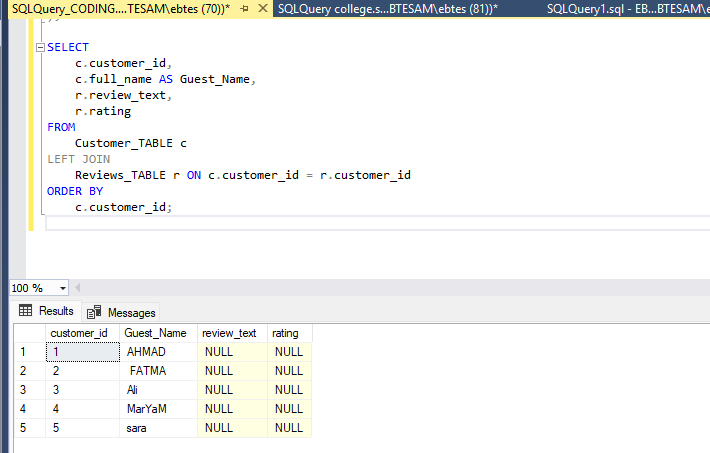 SQLQuery_CODING....TESAM\ebtes (70))* SQLQuery college.s...BTESAM\ebtes (81))* SQLQuery1.sql - EB...BTESAM\e
SELECT
c.customer_id,
c.full_name AS Guest_Name,
r.review_text,
r.rating
FROM
Customer_TABLE c
LEFT JOIN
Reviews_TABLE r ON c.customer_id = r.customer_id
ORDER BY
c.customer_id;
100 %
Results Messages
customer_id Guest_Name review_text rating
1 1 AHMAD NULL NULL
2 2 FATMA NULL NULL
3 3 Ali NULL NULL
4 4 MarYaM NULL NULL
5 5 sara NULL NULL